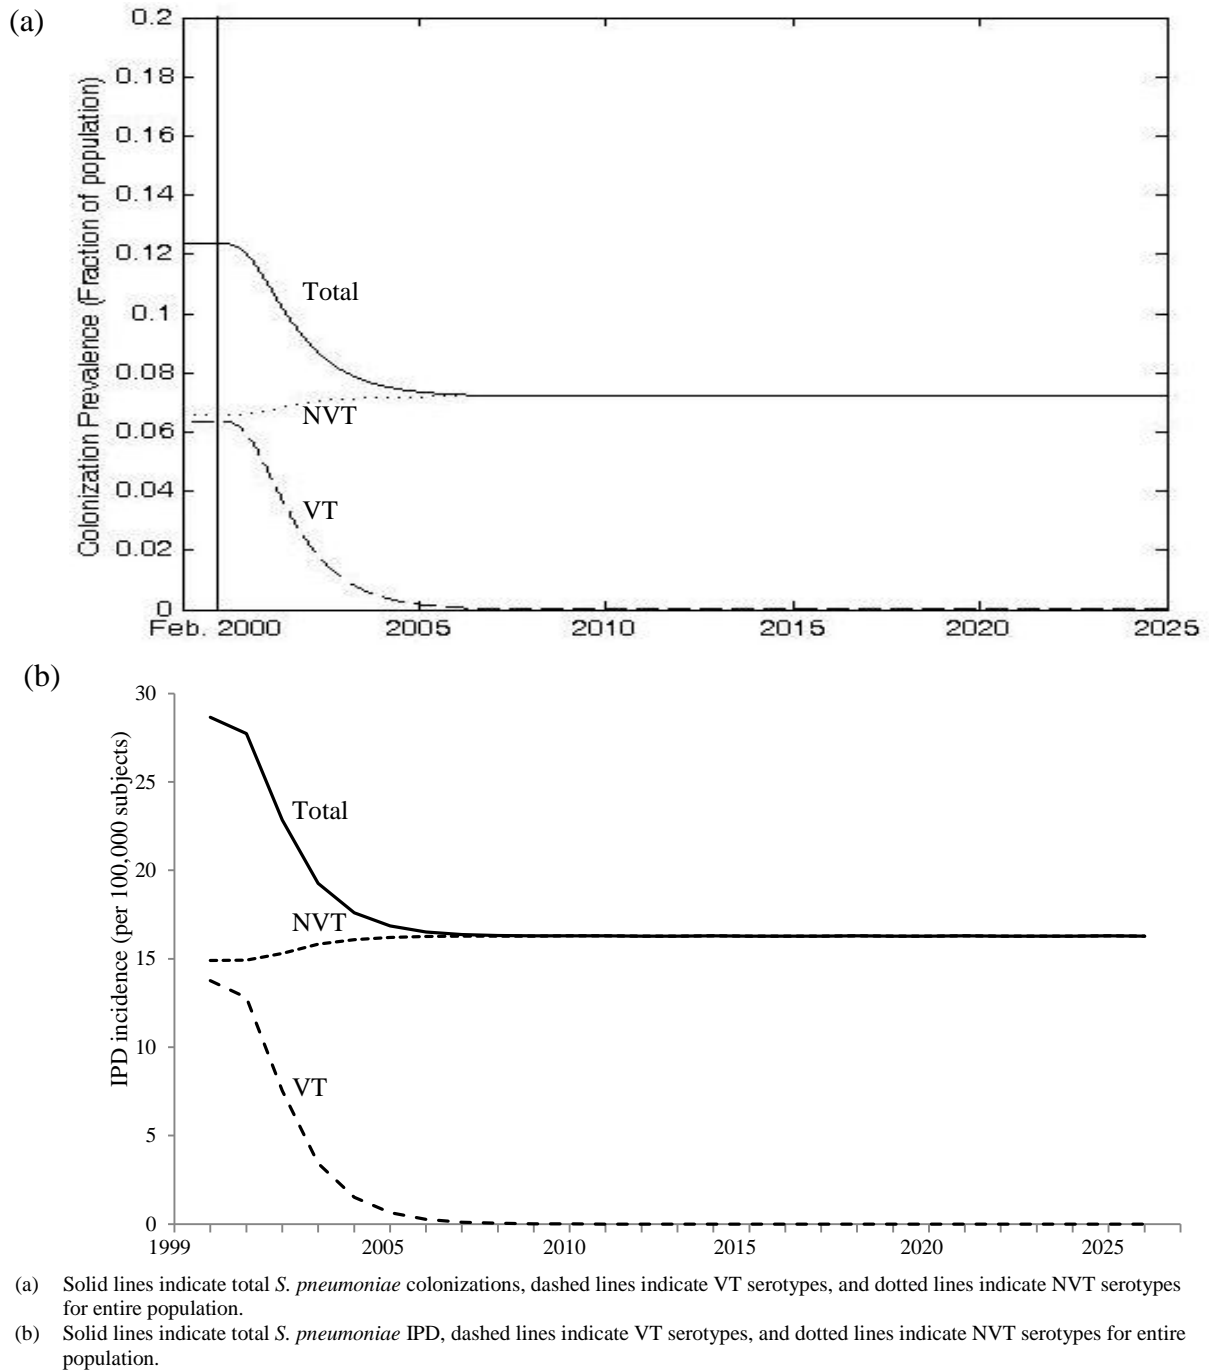 (a)
0.2
0.18
0.16
0.14
0.12
0.1
0.08
0.06
0.04
0.02
0
Colonization Prevalence (Fraction of population)
Total
NVT
VT
Feb. 2000 2005 2010 2015 2020 2025
(b)
30
25
20
15
10
5
0
IPD incidence (per 100,000 subjects)
Total
NVT
VT
1999 2005 2010 2015 2020 2025
(a) Solid lines indicate total S. pneumoniae colonizations, dashed lines indicate VT serotypes, and dotted lines indicate NVT serotypes
for entire population.
(b) Solid lines indicate total S. pneumoniae IPD, dashed lines indicate VT serotypes, and dotted lines indicate NVT serotypes for entire
population.